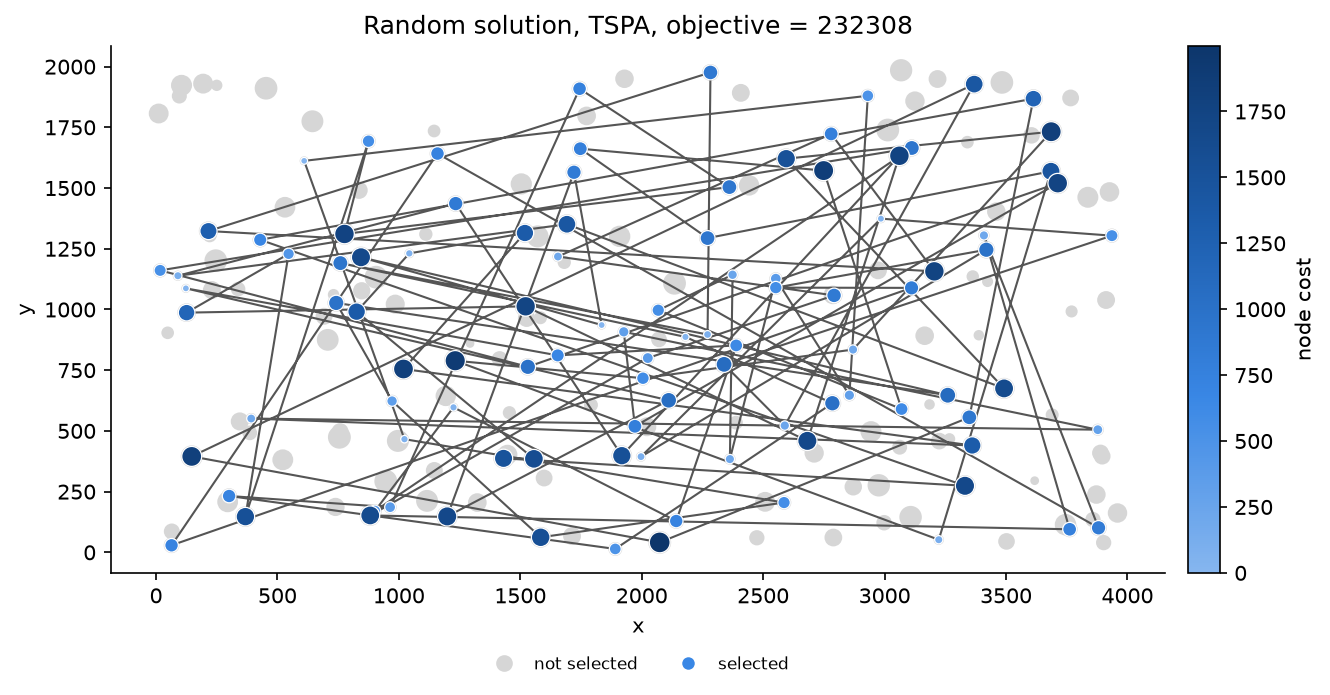 Random solution, TSPA, objective = 232308
2000
1750
1500
1250
1000
750
500
250
0
y
0 500 1000 1500 2000 2500 3000 3500 4000
x
1750
1500
1250
1000
750
500
250
0
node cost
not selected selected